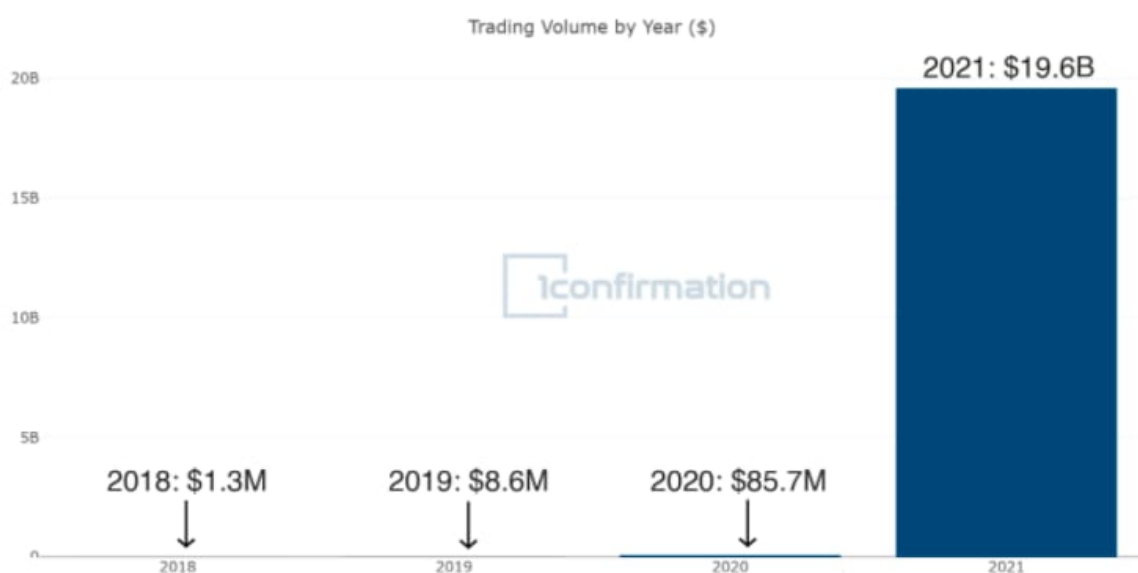 Trading Volume by Year ($)
20B
2021: $19.6B
15B
1confirmation
10B
5B
2018: $1.3M
2019: $8.6M
2020: $85.7M
0
2018
2019
2020
2021